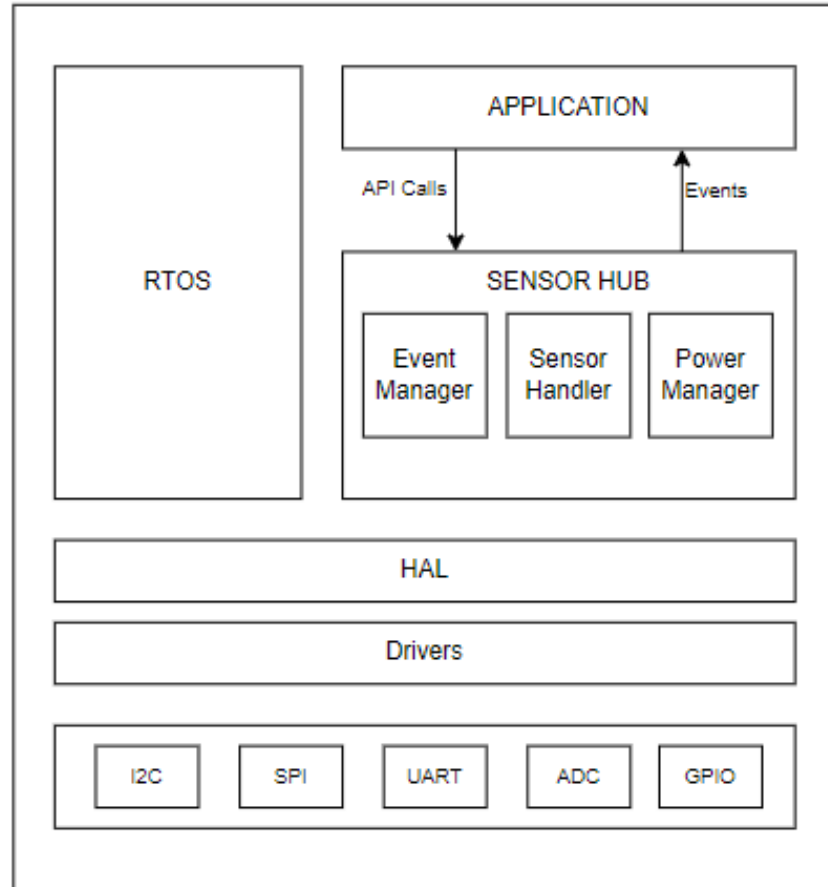 APPLICATION
API Calls
Events
RTOS
SENSOR HUB
Event
Manager
Sensor
Handler
Power
Manager
HAL
Drivers
I2C
SPI
UART
ADC
GPIO